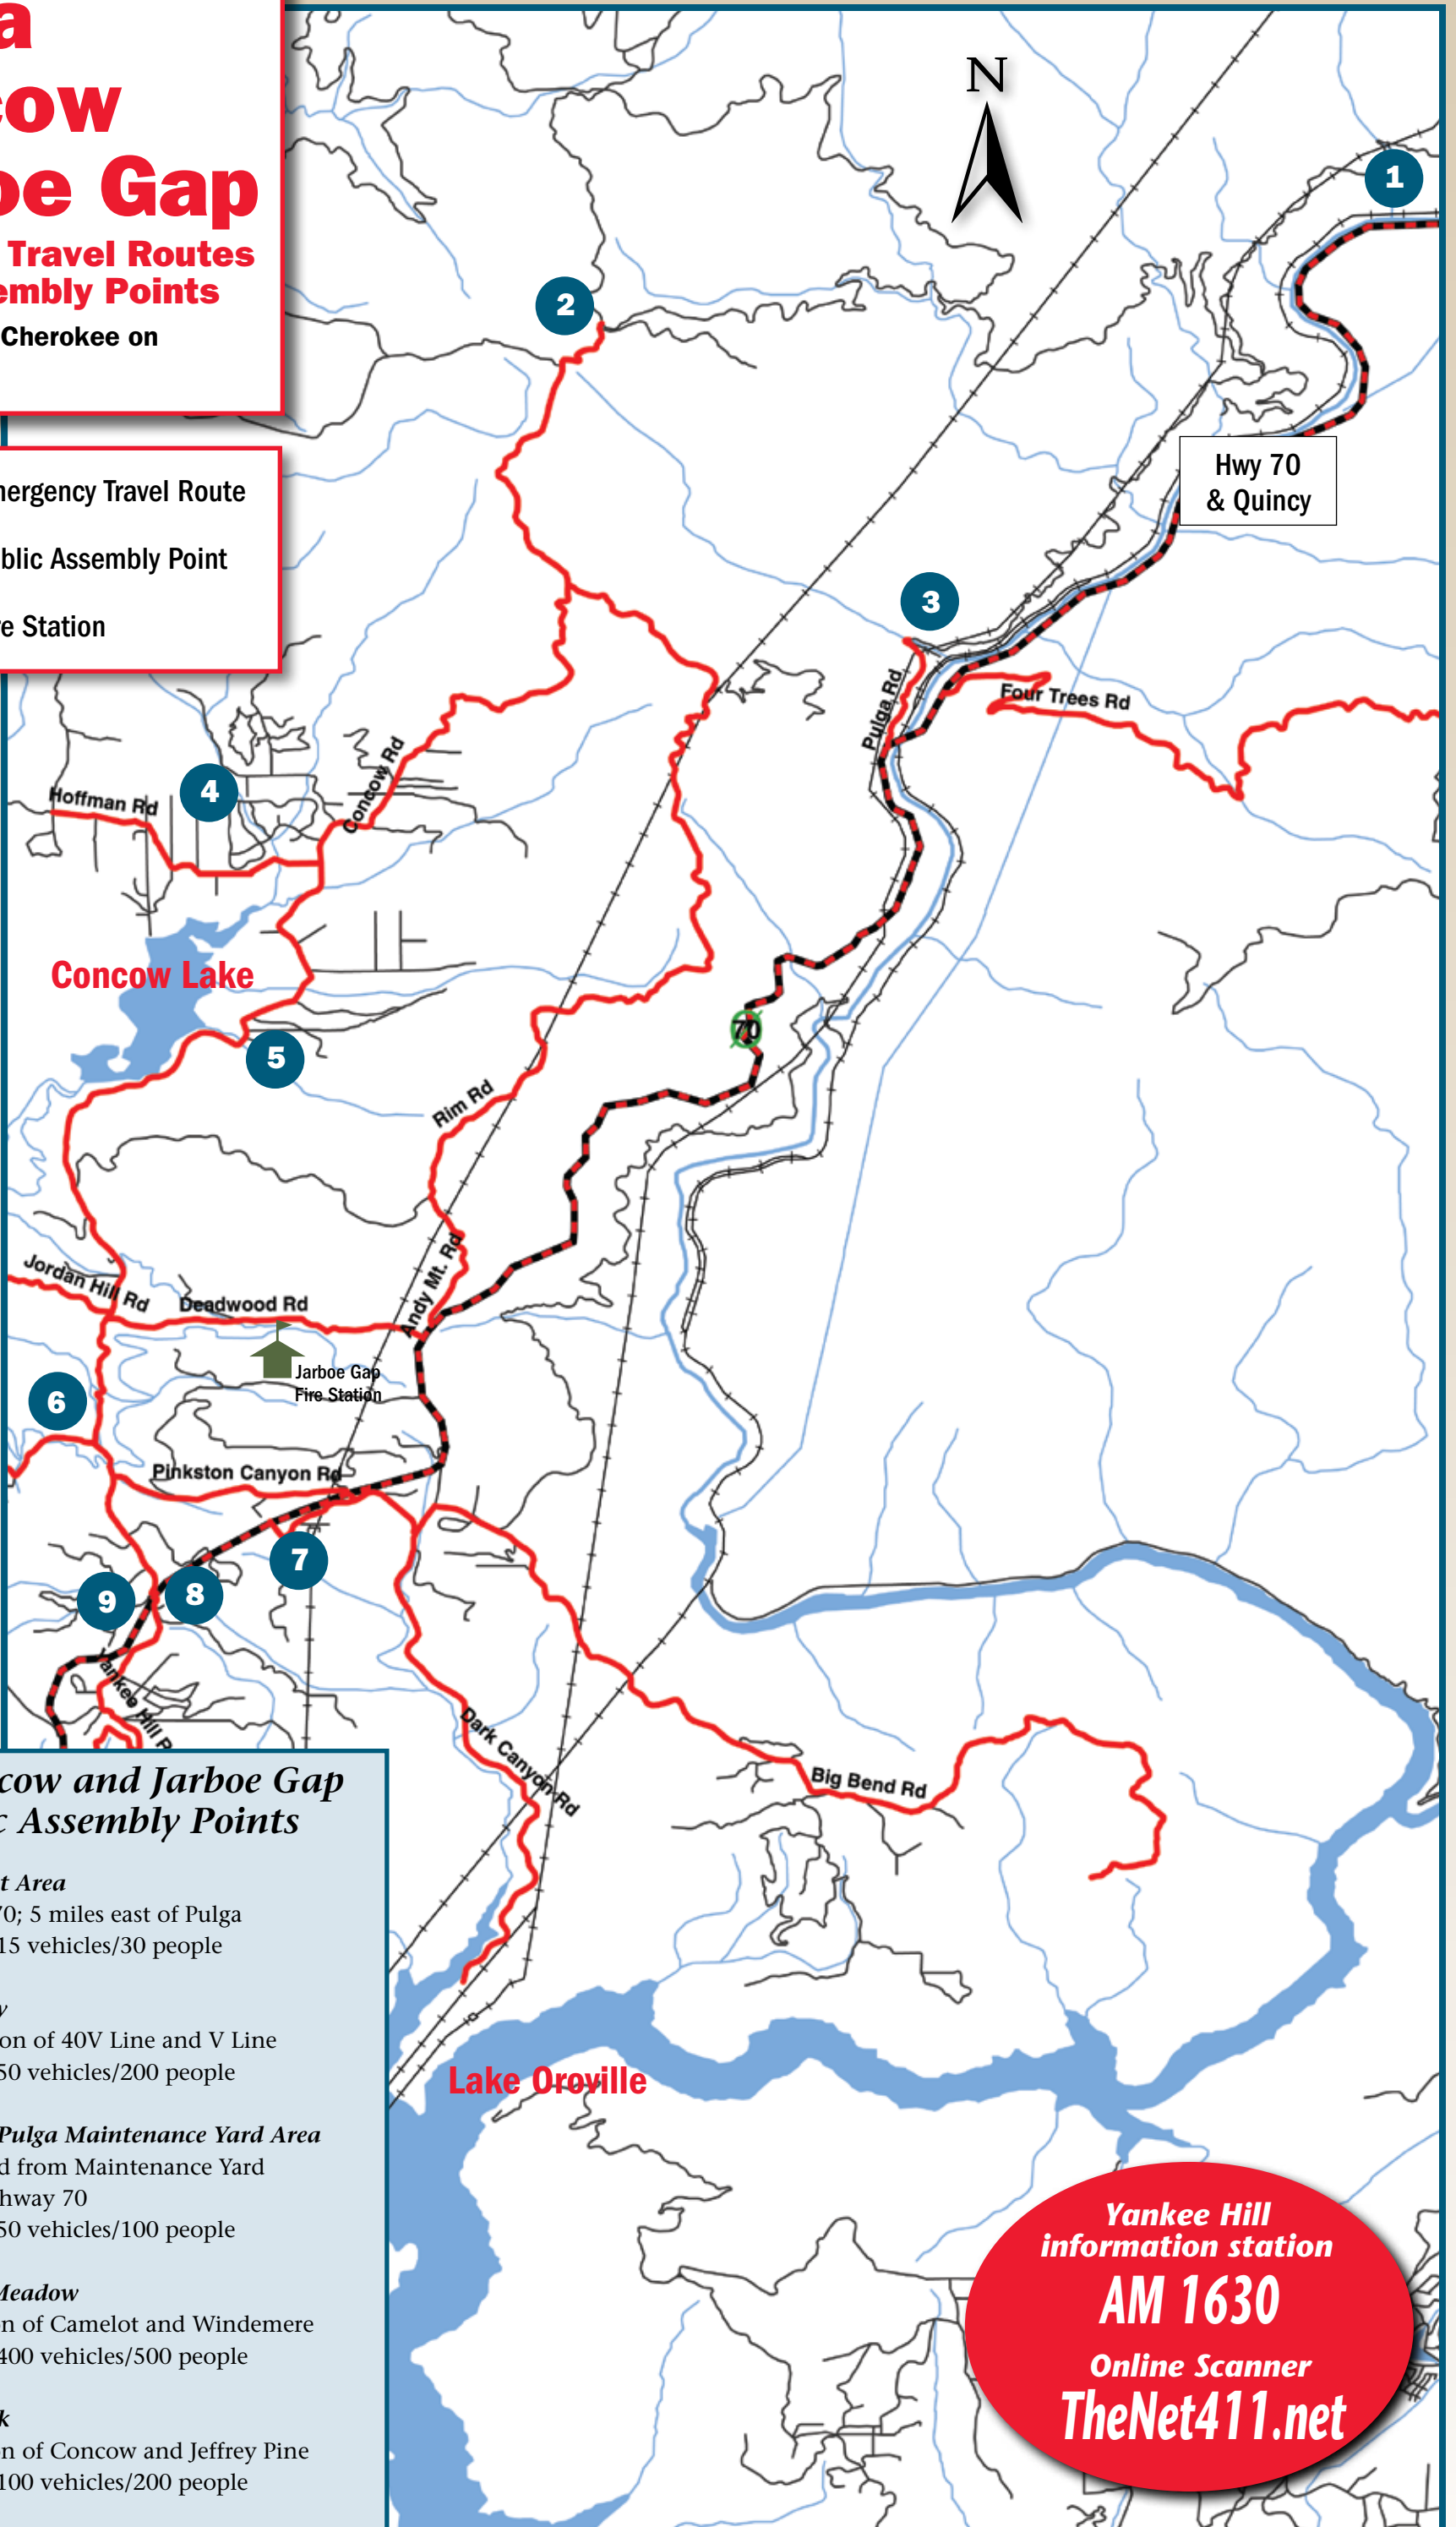 a
cow
oe Gap
Travel Routes
embly Points
Cherokee on
mergency Travel Route
blic Assembly Point
re Station
N
1
2
Hwy 70
& Quincy
3
Pulga Rd
Four Trees Rd
4
Hoffman Rd
Concow Rd
Concow Lake
5
70
Rim Rd
Andy Mt. Rd
Jordan Hill Rd
Deadwood Rd
Jarboe Gap
Fire Station
6
Pinkston Canyon Rd
7
8
9
Yankee Hill R
Dark Canyon Rd
Big Bend Rd
Lake Oroville
cow and Jarboe Gap
c Assembly Points
t Area
70; 5 miles east of Pulga
15 vehicles/30 people
y
on of 40V Line and V Line
50 vehicles/200 people
Pulga Maintenance Yard Area
d from Maintenance Yard
hway 70
50 vehicles/100 people
Meadow
n of Camelot and Windemere
400 vehicles/500 people
k
n of Concow and Jeffrey Pine
100 vehicles/200 people
Yankee Hill
information station
AM 1630
Online Scanner
TheNet411.net